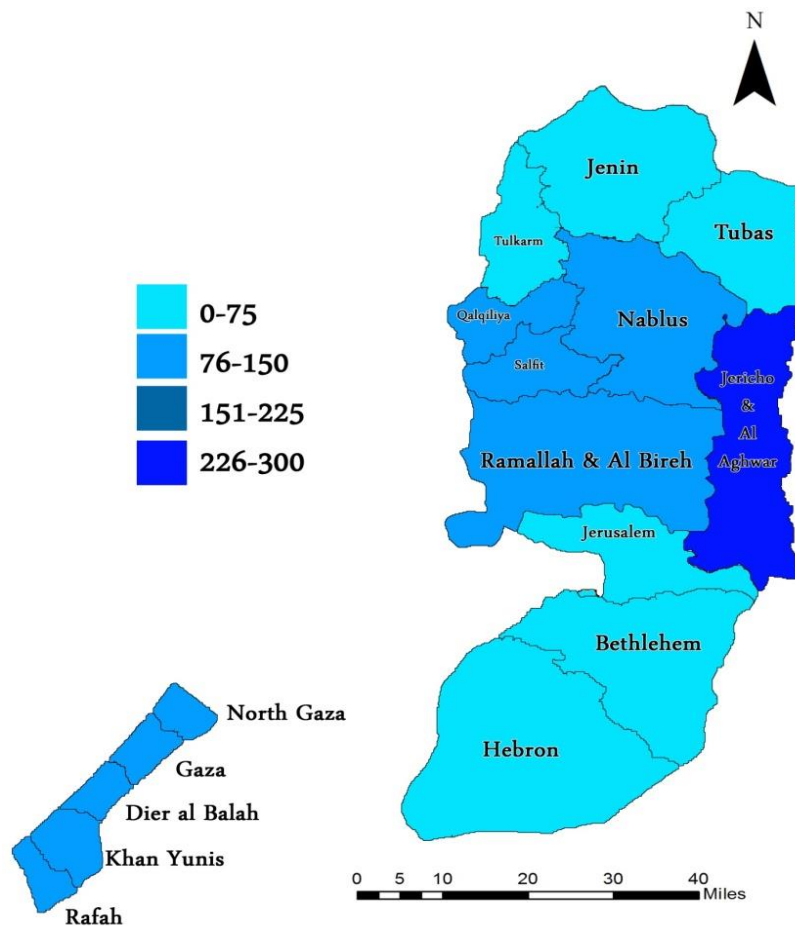 N
Jenin
Tubas
Tulkarm
0-75
76-150
151-225
226-300
Qalqiliya
Nablus
Salfit
Jericho
&
Al
Aghwar
Ramallah & Al Bireh
Jerusalem
Bethlehem
Hebron
North Gaza
Gaza
Dier al Balah
Khan Yunis
Rafah
0 5 10 20 30 40
Miles